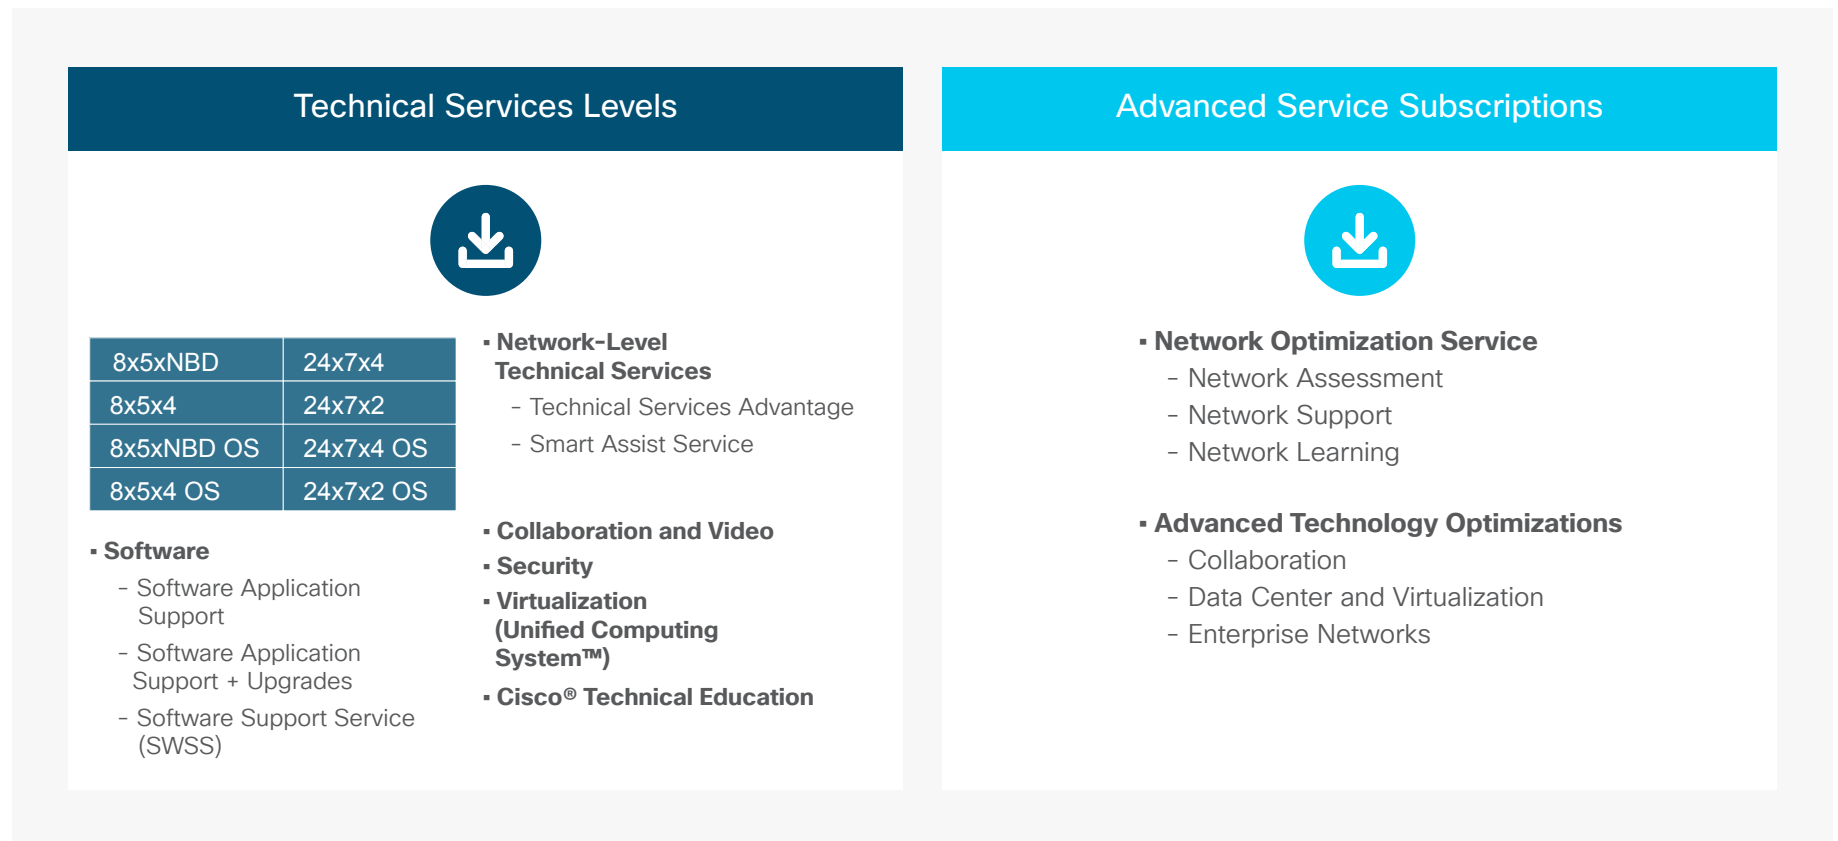 Technical Services Levels
8x5xNBD 24x7x4
8x5x4 24x7x2
8x5xNBD OS 24x7x4 OS
8x5x4 OS 24x7x2 OS
▪ Software
– Software Application
Support
– Software Application
Support + Upgrades
– Software Support Service
(SWSS)
▪ Network-Level
Technical Services
– Technical Services Advantage
– Smart Assist Service
▪ Collaboration and Video
▪ Security
▪ Virtualization
(Unified Computing
System™)
▪ Cisco® Technical Education
Advanced Service Subscriptions
▪ Network Optimization Service
– Network Assessment
– Network Support
– Network Learning
▪ Advanced Technology Optimizations
– Collaboration
– Data Center and Virtualization
– Enterprise Networks